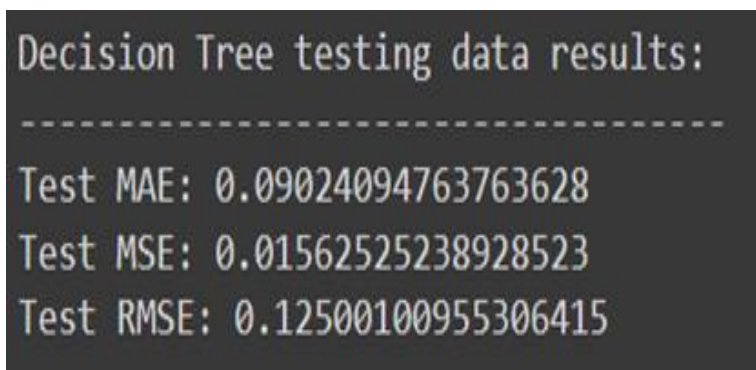 Decision Tree testing data results:
------------------------------------
Test MAE: 0.09024094763763628
Test MSE: 0.01562525238928523
Test RMSE: 0.12500100955306415